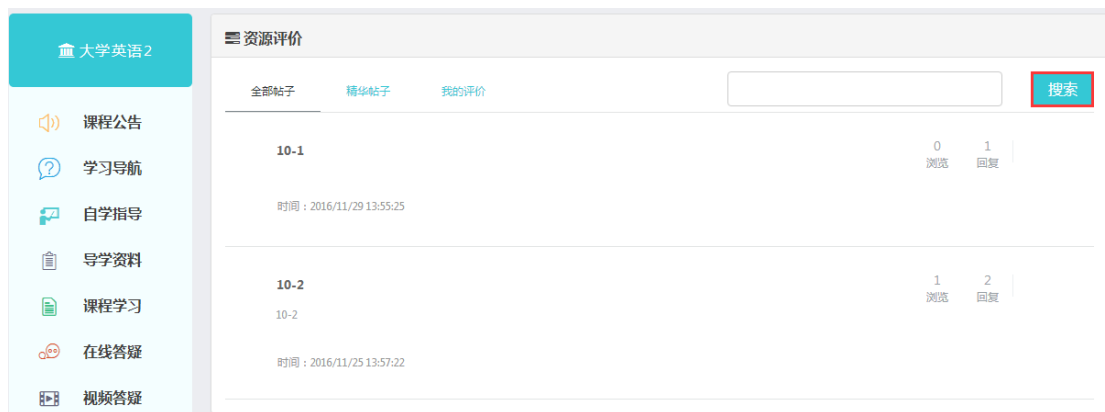 大学英语2
课程公告
学习导航
自学指导
导学资料
课程学习
在线答疑
视频答疑
资源评价
全部帖子 精华帖子 我的评价 搜索
10-1
0 1
浏览 回复
时间：2016/11/29 13:55:25
10-2
1 2
浏览 回复
10-2
时间：2016/11/25 13:57:22